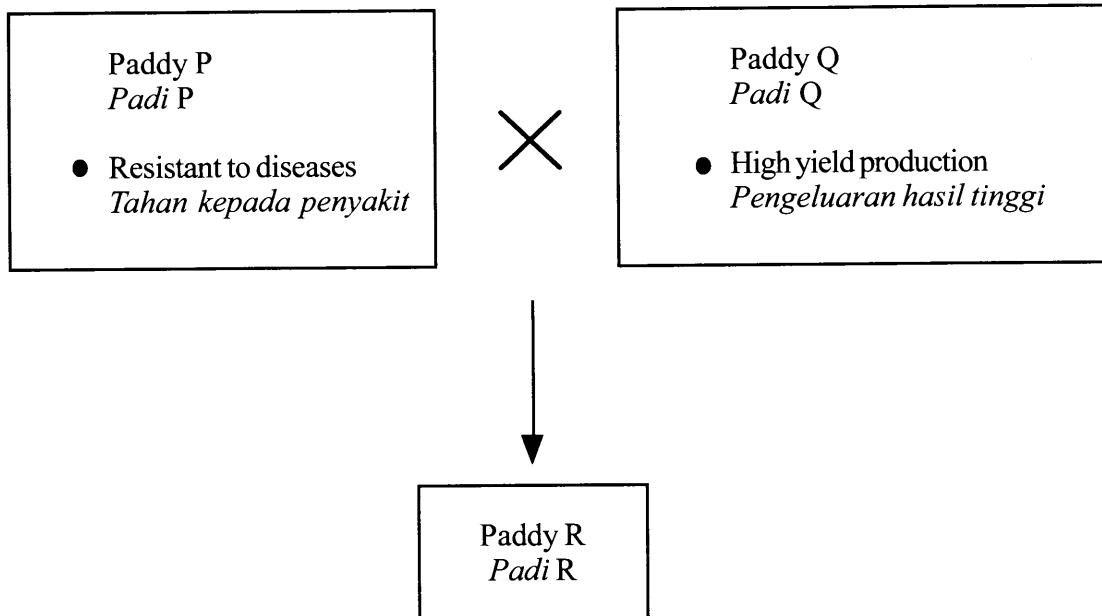 Paddy P
Padi P
● Resistant to diseases
Tahan kepada penyakit
Paddy Q
Padi Q
● High yield production
Pengeluaran hasil tinggi
Paddy R
Padi R